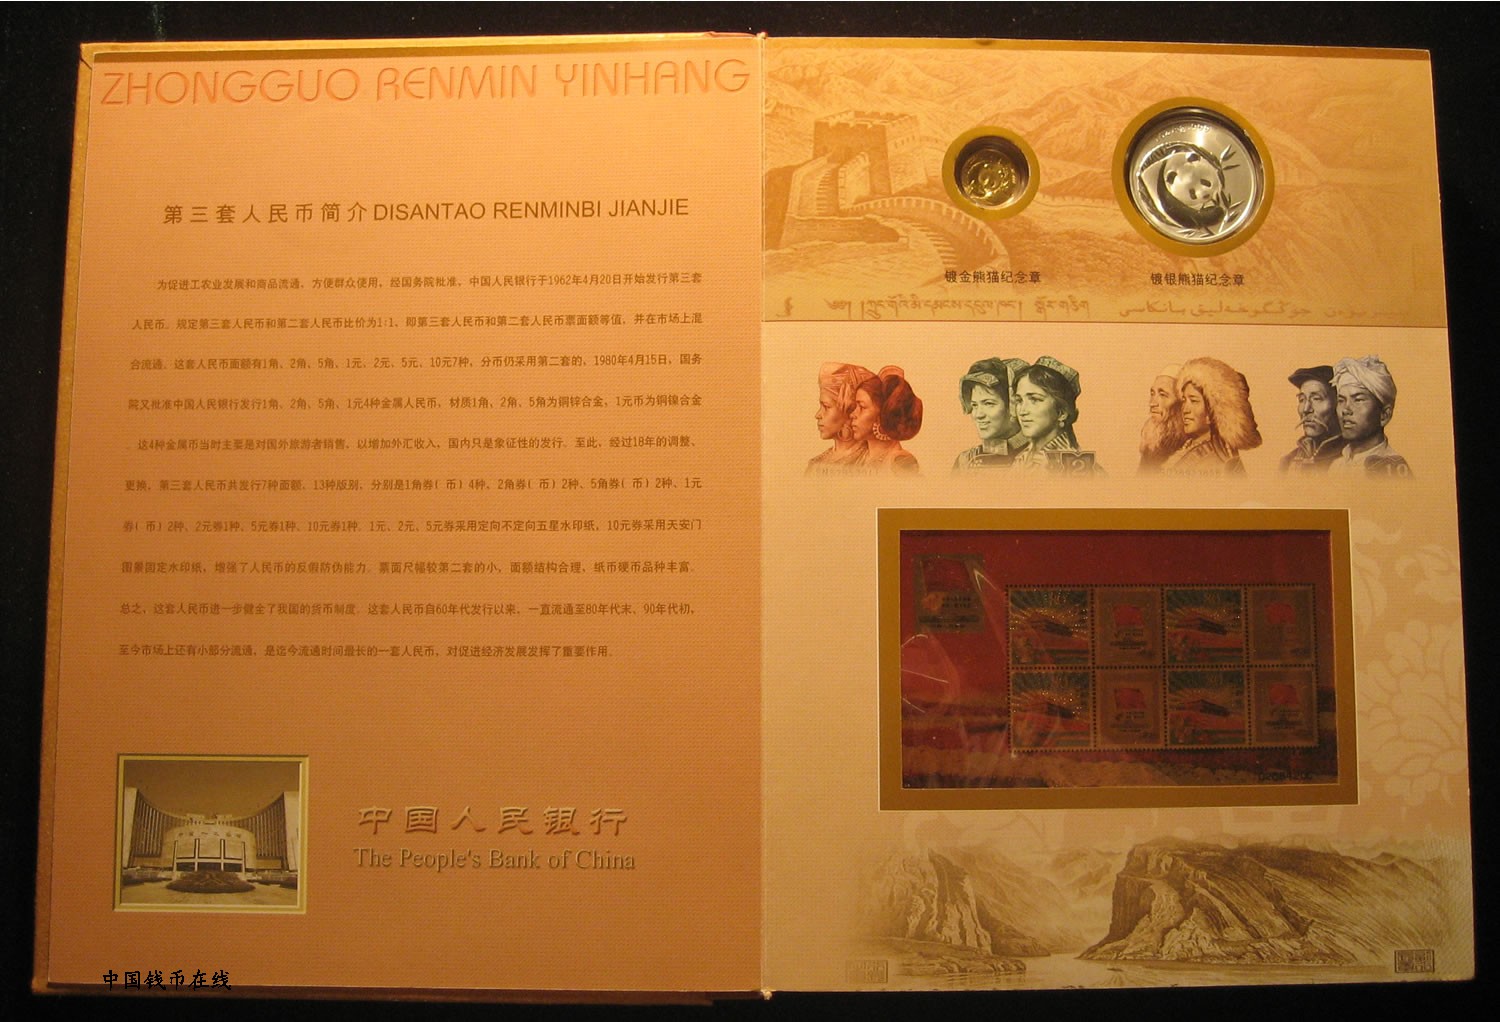 ZHONGGUO RENMIN YINHANG
第三套人民币简介 DISANTAO RENMINBI JIANJIE
为促进工农业发展和商品流通，方便群众使用，经国务院批准，中国人民银行于1962年4月20日开始发行第三套
人民币。规定第三套人民币和第二套人民币比价为1:1，即第三套人民币和第二套人民币票面额等值，并在市场上混
合流通。这套人民币面额有1角、2角、5角、1元、2元、5元、10元7种，分币仍采用第二套的，1980年4月15日，国务
院又批准中国人民银行发行1角、2角、5角、1元4种金属人民币，材质1角、2角、5角为铜锌合金，1元币为铜镍合金
。这4种金属币当时主要是对国外旅游者销售，以增加外汇收入，国内只是象征性的发行。至此，经过18年的调整、
更换，第三套人民币共发行7种面额，13种版别，分别是1角券(币)4种、2角券(币)2种、5角券(币)2种、1元
券(币)2种、2元券1种、5元券1种、10元券1种。1元、2元、5元券采用定向不定向五星水印纸，10元券采用天安门
图景固定水印纸，增强了人民币的反假防伪能力。票面尺幅较第二套的小，面额结构合理，纸币硬币品种丰富。
总之，这套人民币进一步健全了我国的货币制度。这套人民币自60年代发行以来，一直流通至80年代末、90年代初，
至今市场上还有小部分流通，是迄今流通时间最长的一套人民币，对促进经济发展发挥了重要作用。
中国人民银行
The People's Bank of China
中国钱币在线
镀金熊猫纪念章
镀银熊猫纪念章